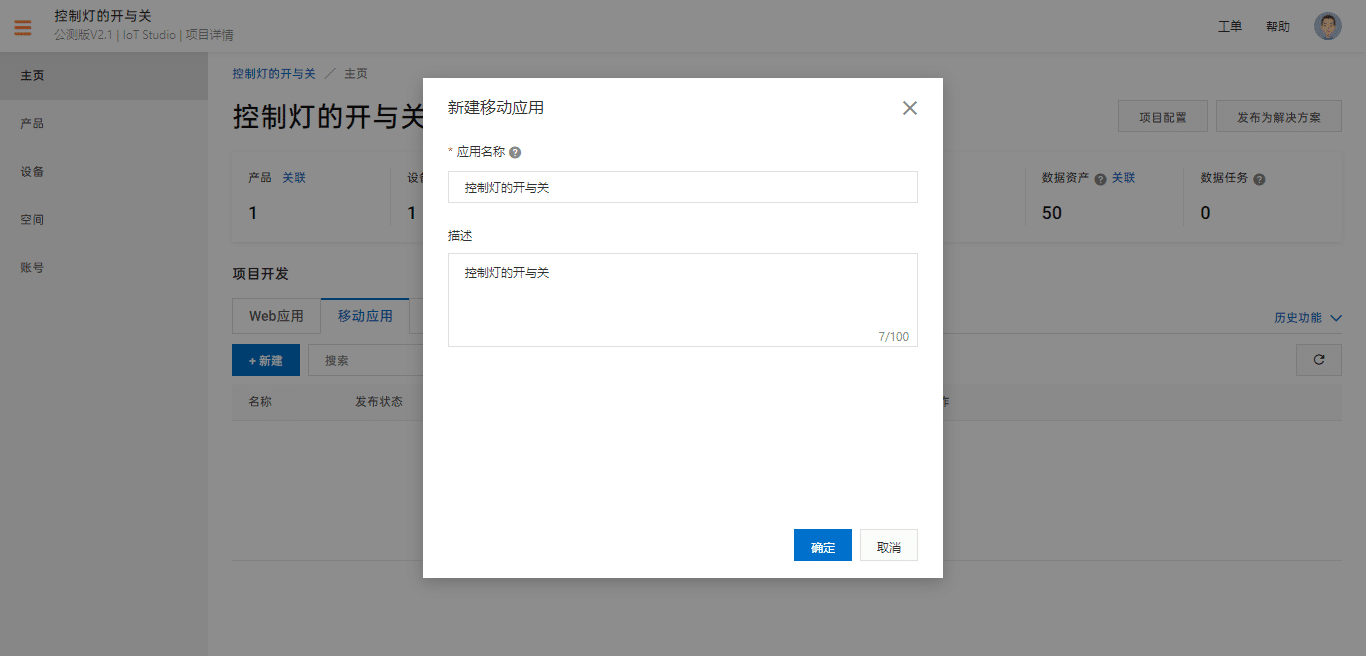 控制灯的开与关
公测版V2.1 | IoT Studio | 项目详情
工单
帮助
主页
产品
设备
空间
账号
控制灯的开与关 ／ 主页
控制灯的开与关
项目配置
发布为解决方案
产品 关联
1
设备
1
数据资产 ? 关联
50
数据任务 ?
0
项目开发
Web应用
移动应用
历史功能
+ 新建
搜索
名称
发布状态
作
新建移动应用
* 应用名称 ?
控制灯的开与关
描述
控制灯的开与关
7/100
确定
取消